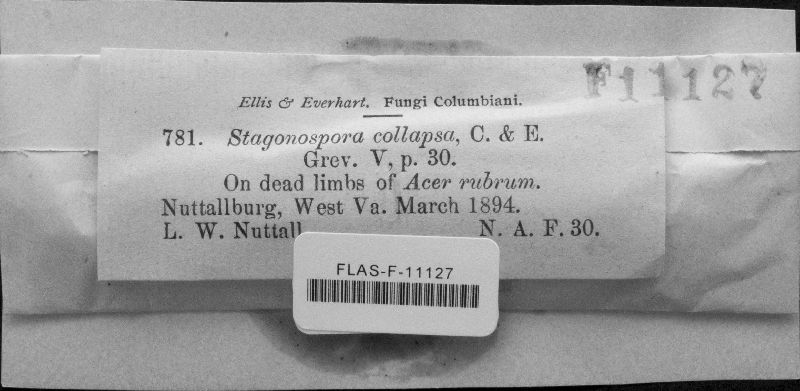 F11127
Ellis & Everhart. Fungi Columbiani.
781. Stagonospora collapsa, C. & E.
Grev. V, p. 30.
On dead limbs of Acer rubrum.
Nuttallburg, West Va. March 1894.
L. W. Nuttall N. A. F. 30.
FLAS-F-11127